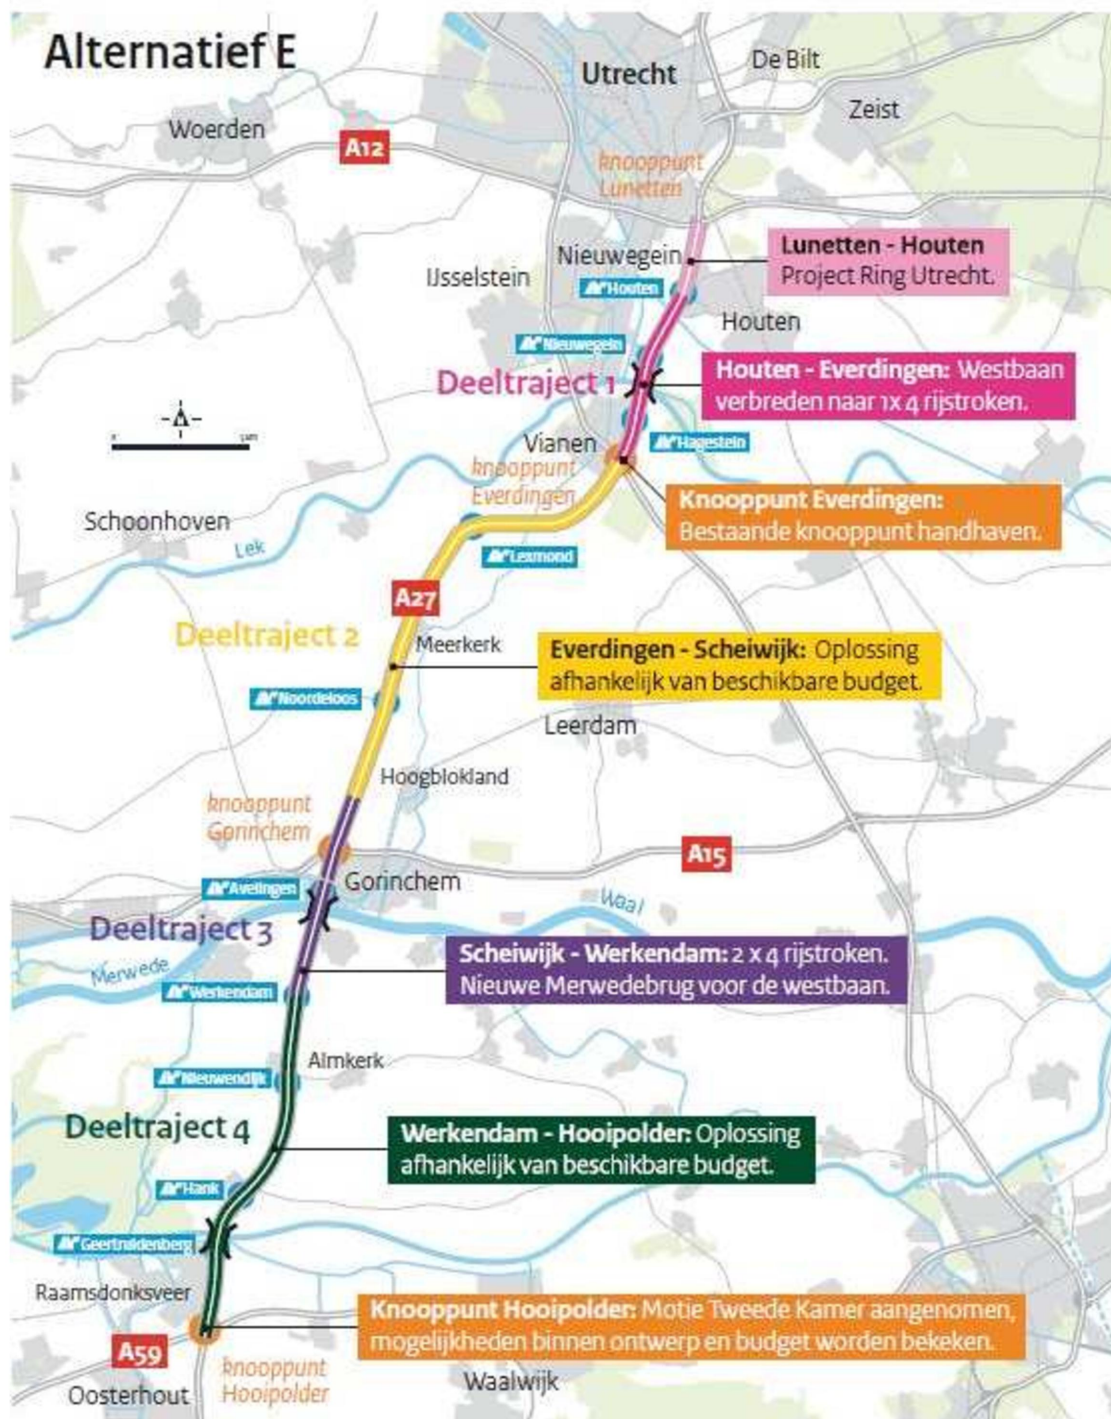 Alternatief E
Utrecht
De Bilt
Zeist
Woerden
A12
knooppunt
Lunetten
Nieuwegein
Lunetten - Houten
Project Ring Utrecht.
IJsselstein
Houten
Houten
Nieuwegein
Deeltraject 1
Houten - Everdingen: Westbaan
verbreden naar 1x 4 rijstroken.
Vianen
Hagestein
knooppunt
Everdingen
Knooppunt Everdingen:
Bestaande knooppunt handhaven.
Schoonhoven
Lek
Lexmond
A27
Deeltraject 2
Meerkerk
Everdingen - Scheiwijk: Oplossing
afhankelijk van beschikbare budget.
Noordeloos
Leerdam
Hoogblokland
knooppunt
Gorinchem
A15
Avelingen
Gorinchem
Waal
Deeltraject 3
Merwede
Scheiwijk - Werkendam: 2 x 4 rijstroken.
Nieuwe Merwedebrug voor de westbaan.
Werkendam
Almkerk
Nieuwendijk
Deeltraject 4
Werkendam - Hooipolder: Oplossing
afhankelijk van beschikbare budget.
Hank
Geertruidenberg
Raamsdonksveer
Knooppunt Hooipolder: Motie Tweede Kamer aangenomen,
mogelijkheden binnen ontwerp en budget worden bekeken.
A59
knooppunt
Hooipolder
Oosterhout
Waalwijk